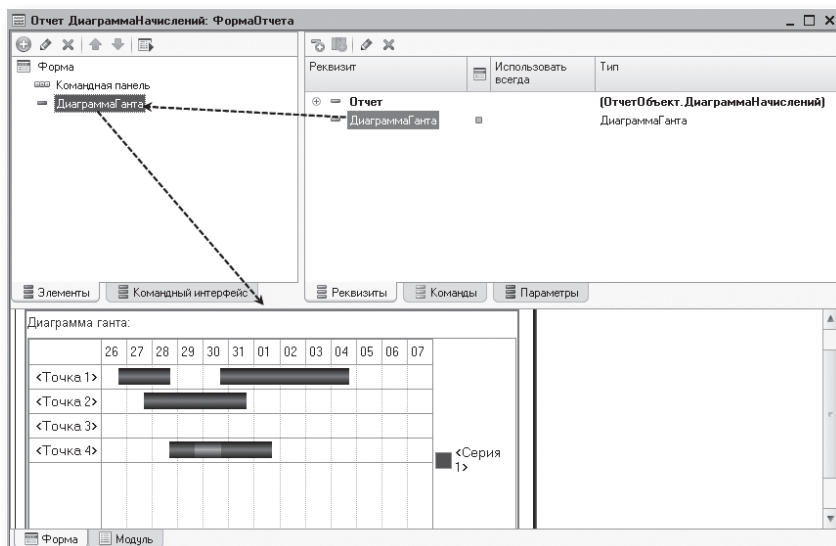 Отчет ДиаграммаНачислений: ФормаОтчета
Форма
Командная панель
ДиаграммаГанта
Элементы
Командный интерфейс
Реквизит
Использовать
всегда
Тип
Отчет
(ОтчетОбъект.ДиаграммаНачислений)
ДиаграммаГанта
ДиаграммаГанта
Реквизиты
Команды
Параметры
Диаграмма ганта:
26 27 28 29 30 31 01 02 03 04 05 06 07
<Точка 1>
<Точка 2>
<Точка 3>
<Точка 4>
<Серия
1>
Форма
Модуль